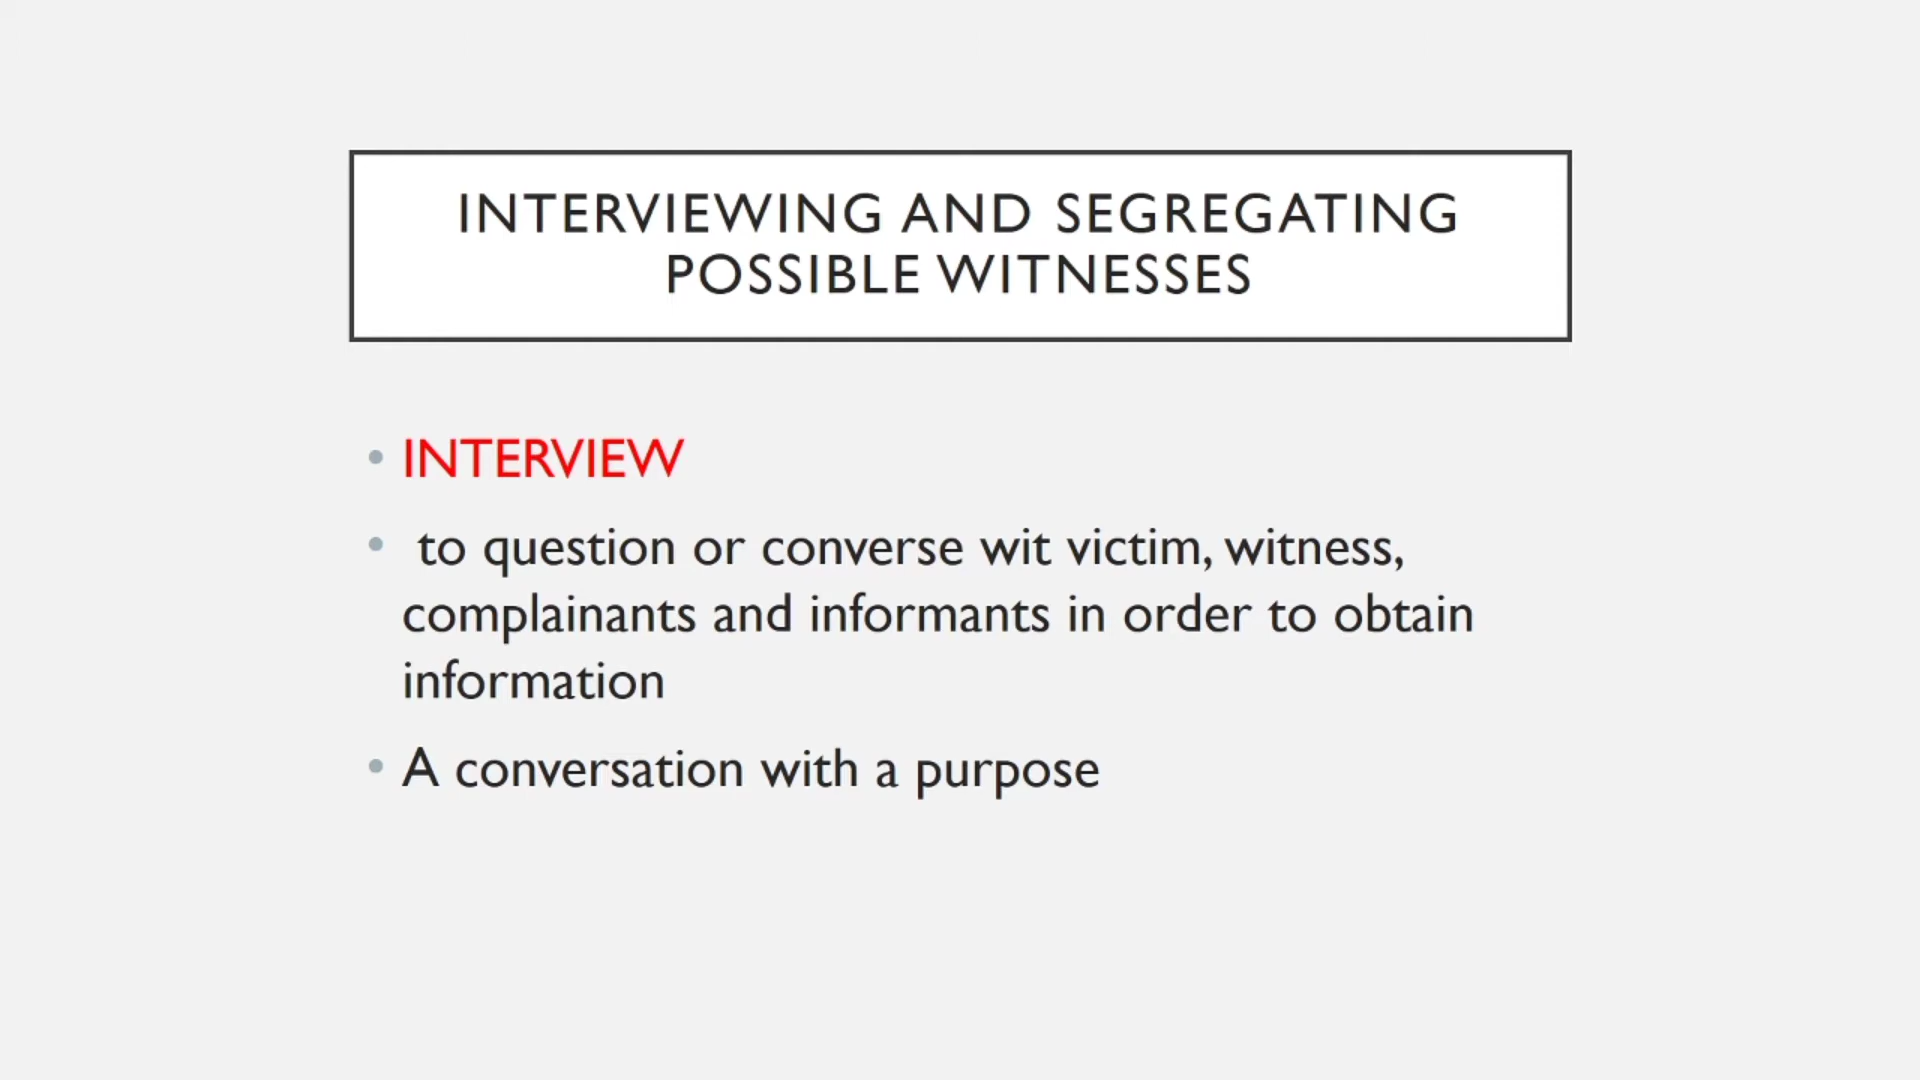 INTERVIEWING AND SEGREGATING
POSSIBLE WITNESSES
• INTERVIEW
• to question or converse wit victim, witness,
complainants and informants in order to obtain
information
• A conversation with a purpose